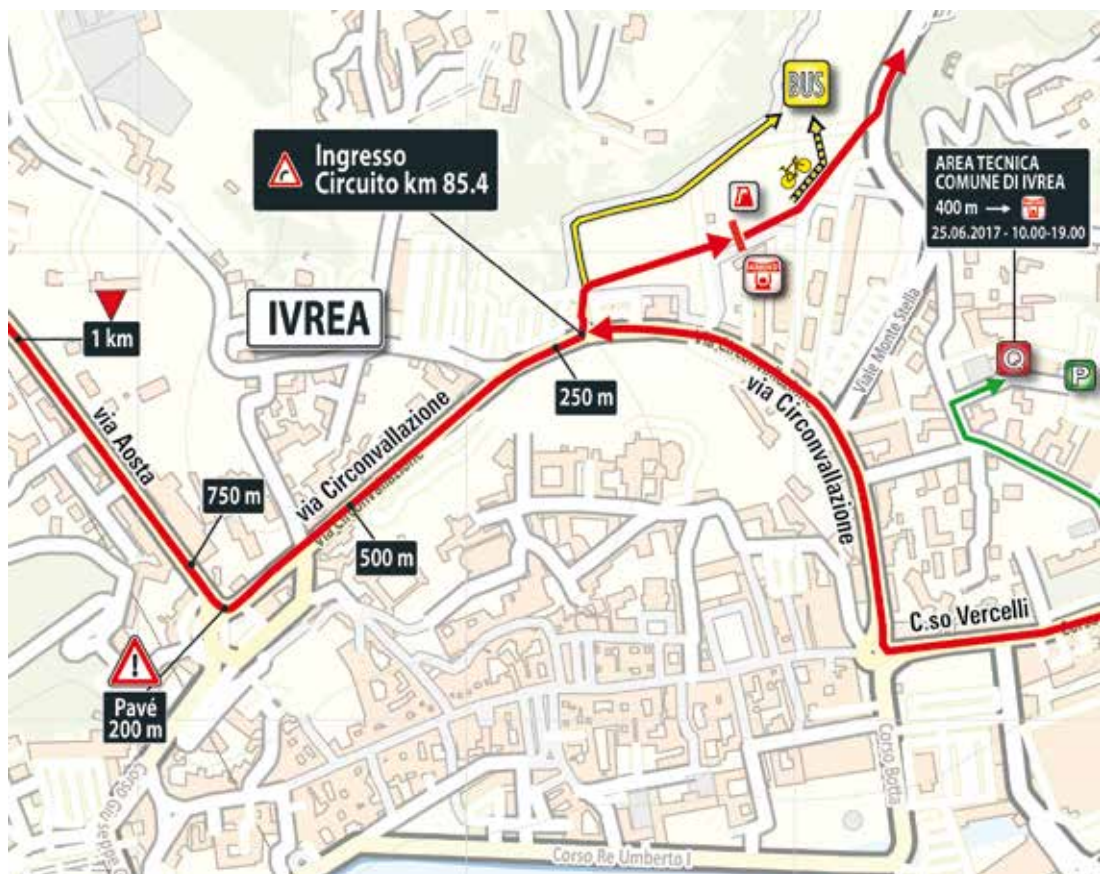 BUS
Ingresso
Circuito km 85.4
AREA TECNICA
COMUNE DI IVREA
400 m
25.06.2017 - 10.00-19.00
IVREA
1 km
Viale Monte Stella
Q
P
via Circonvallazione
via Circonvallazione
250 m
via Aosta
via Circonvallazione
via Circonvallazione
750 m
500 m
C.so Vercelli
Pavé
200 m
Corso Botta
Corso Re Umberto I